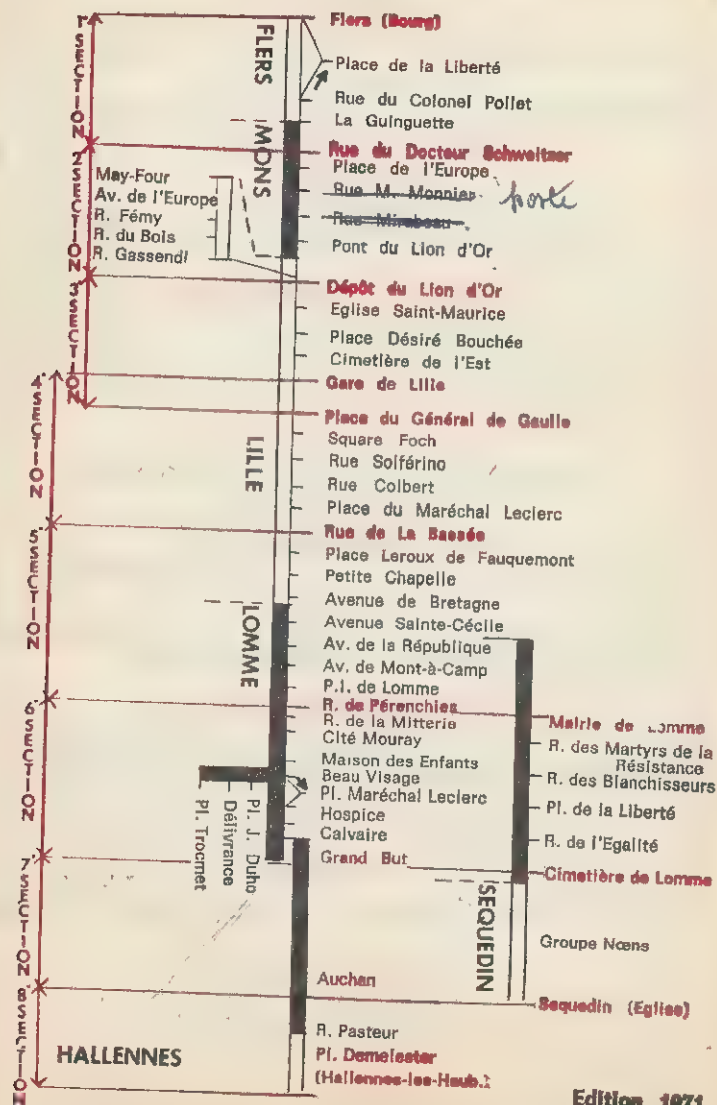 1° SECTION
Flers (Bourg)
FLERS
Place de la Liberté
Rue du Colonel Pollet
La Guinguette
MONS
2° SECTION
Rue du Docteur Schweitzer
Place de l'Europe
Rue M. Monnier
porte
Rue Mirabeau
Pont du Lion d'Or
May-Four
Av. de l'Europe
R. Fémy
R. du Bois
R. Gassendi
3° SECTION
Dépôt du Lion d'Or
Eglise Saint-Maurice
Place Désiré Bouchée
Cimetière de l'Est
4° SECTION
Gare de Lille
LILLE
Place du Général de Gaulle
Square Foch
Rue Solférino
Rue Colbert
Place du Maréchal Leclerc
5° SECTION
Rue de La Bassée
Place Leroux de Fauquemont
Petite Chapelle
Avenue de Bretagne
LOMME
Avenue Sainte-Cécile
Av. de la République
Av. de Mont-à-Camp
P.I. de Lomme
6° SECTION
R. de Pérenchies
R. de la Mitterie
Cité Mouray
Maison des Enfants
Beau Visage
Pl. Maréchal Leclerc
Hospice
Calvaire
Pl. J. Duho
Délivrance
Pl. Trocmet
Mairie de Lomme
R. des Martyrs de la
Résistance
R. des Blanchisseurs
Pl. de la Liberté
R. de l'Egalité
7° SECTION
Grand But
Cimetière de Lomme
SEQUEDIN
Groupe Nœns
Auchan
Sequedin (Eglise)
8° SECTION
R. Pasteur
HALLENNES
Pl. Demelester
(Hallennes-les-Haub.)
Edition 1971